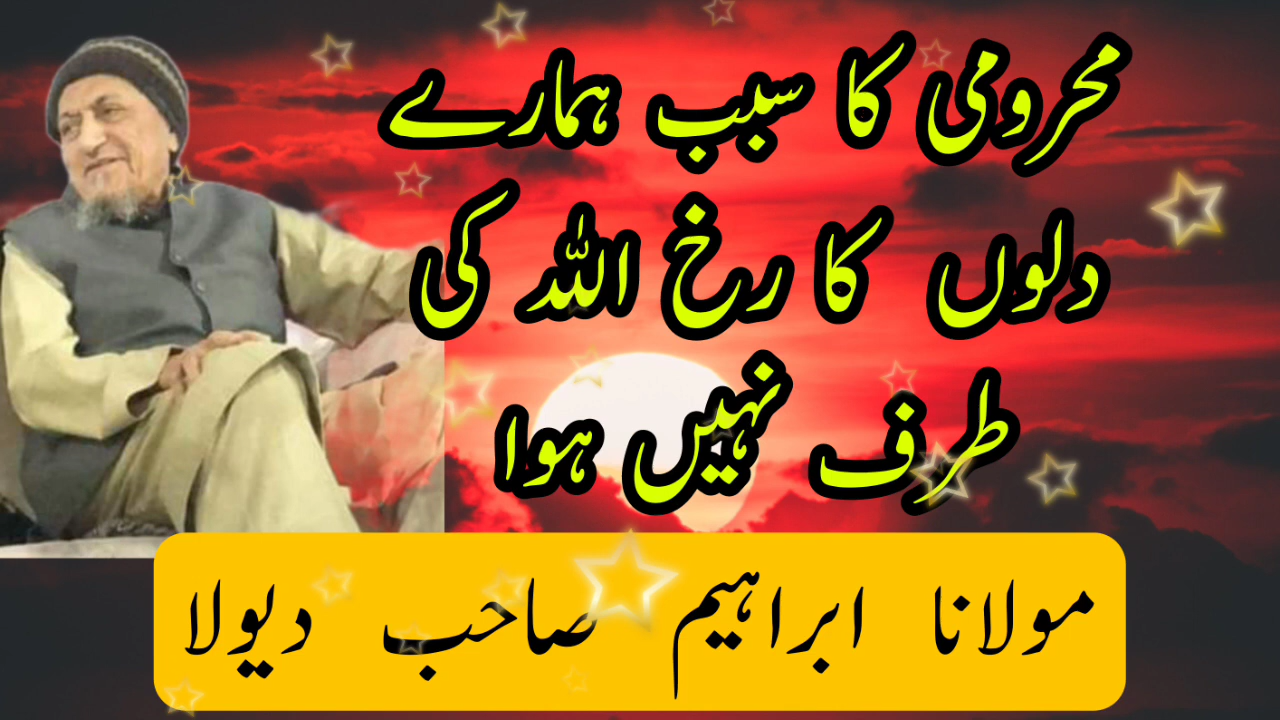 محرومی کا سبب ہمارے
دلوں کا رخ اللہ کی
طرف نہیں ہوا
مولانا ابراہیم صاحب دیولا